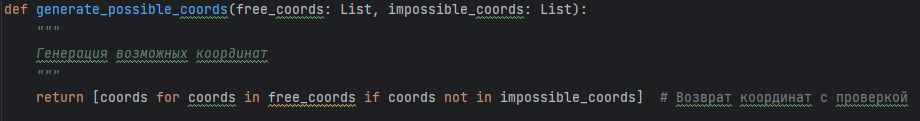 def generate_possible_coords(free_coords: List, impossible_coords: List):
"""
Генерация возможных координат
"""
return [coords for coords in free_coords if coords not in impossible_coords]  # Возврат координат с проверкой